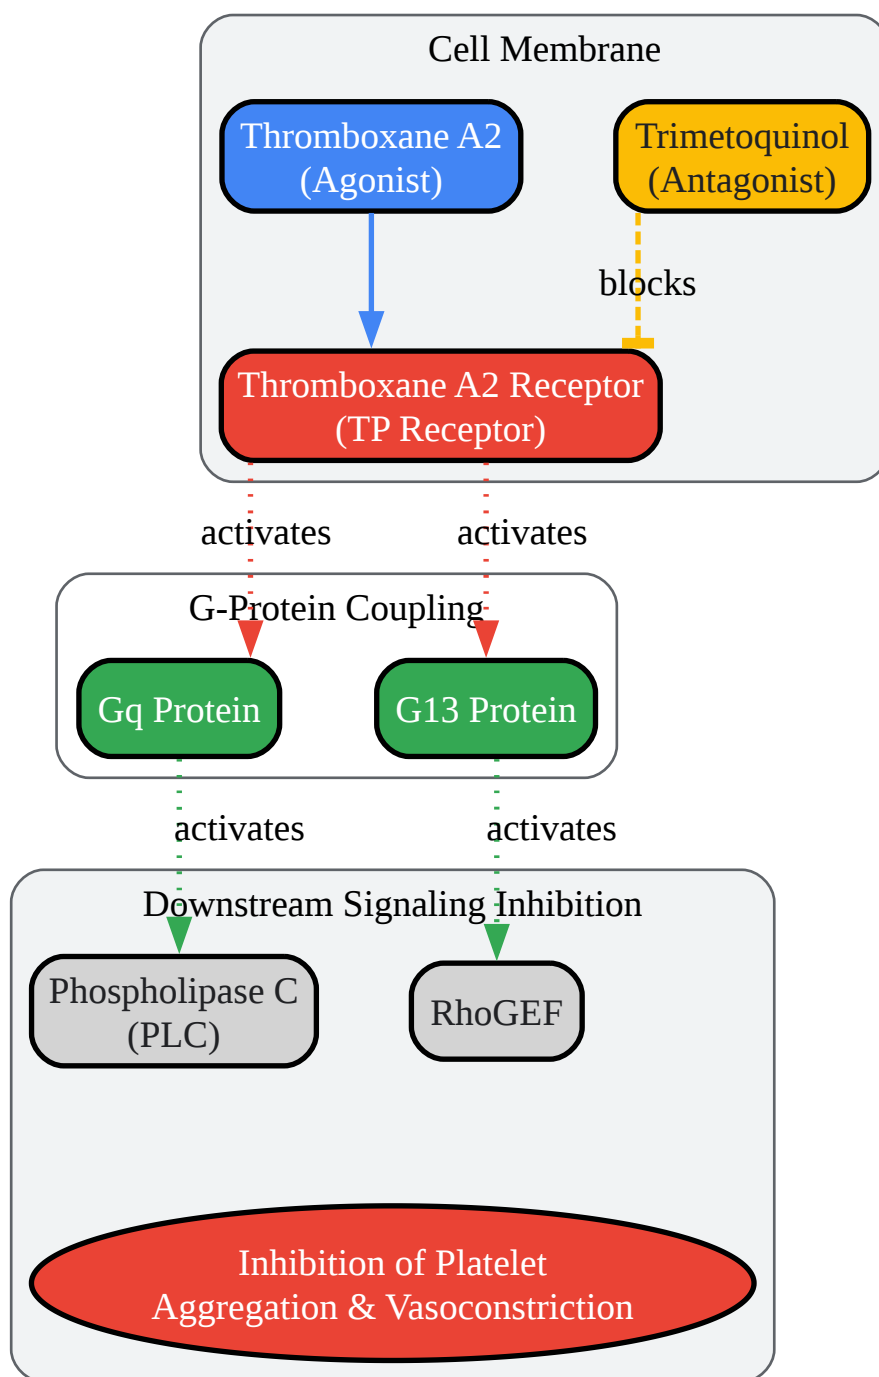 Cell Membrane
Thromboxane A2
(Agonist)
Trimetoquinol
(Antagonist)
blocks
Thromboxane A2 Receptor
(TP Receptor)
activates
activates
G-Protein Coupling
Gq Protein
G13 Protein
activates
activates
Downstream Signaling Inhibition
Phospholipase C
(PLC)
RhoGEF
Inhibition of Platelet
Aggregation & Vasoconstriction